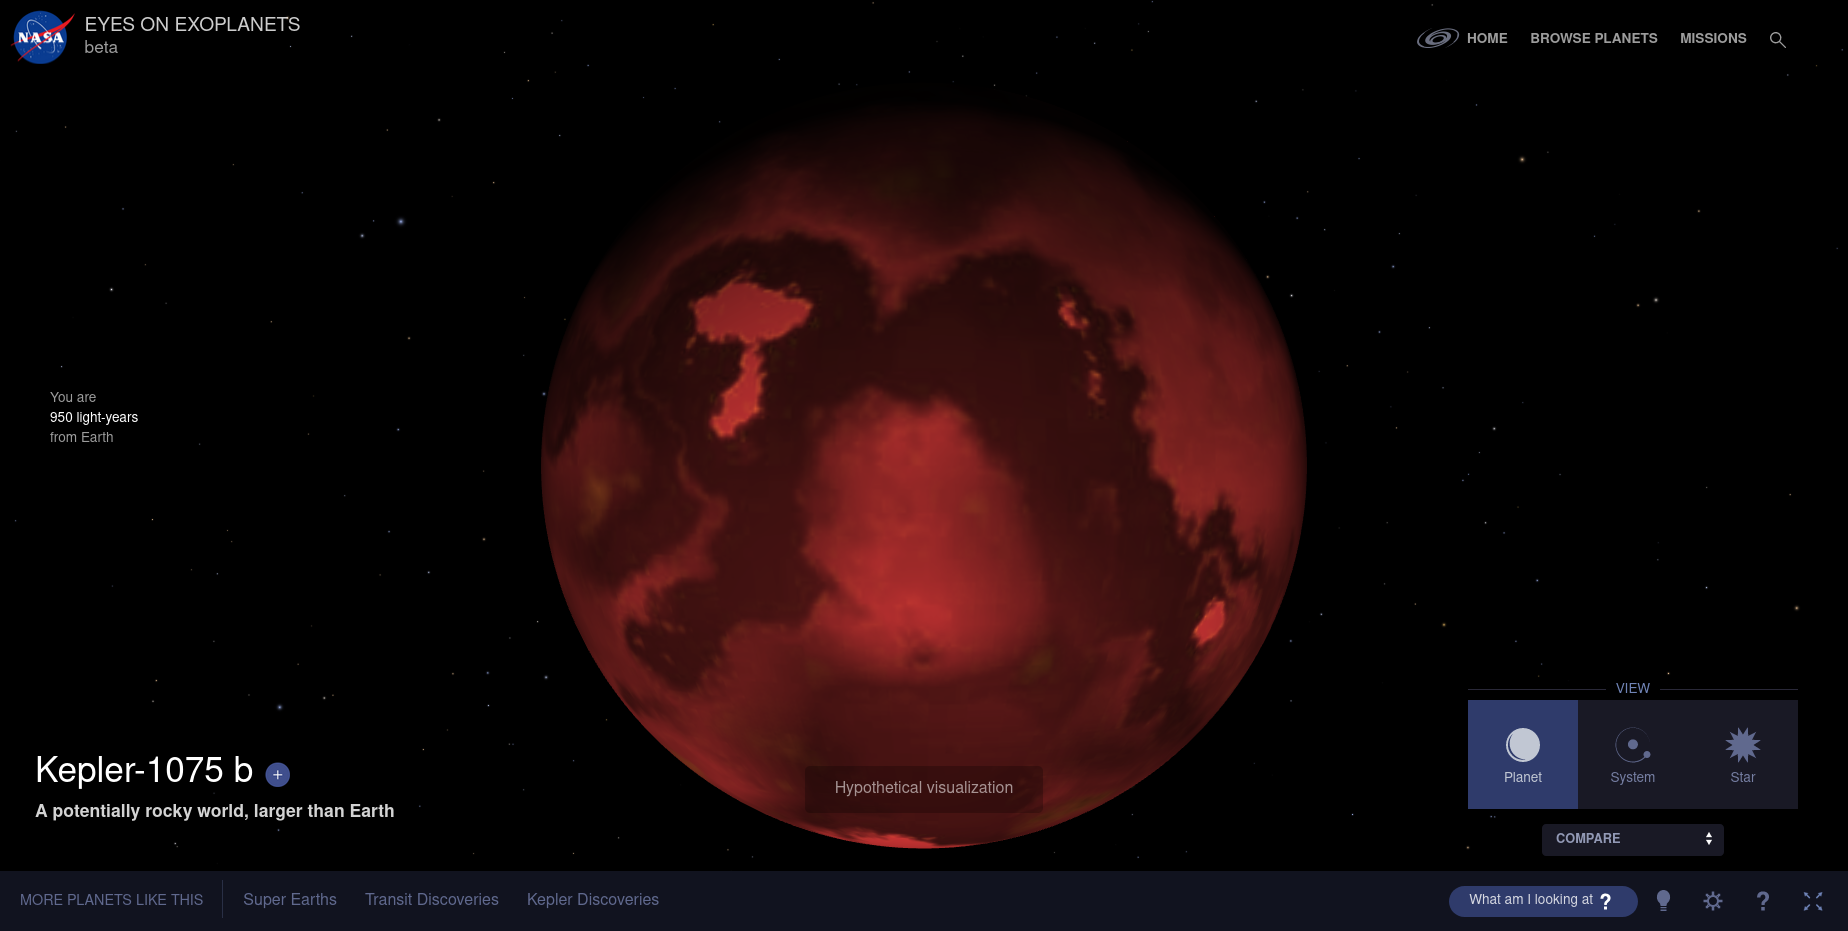 NASA
EYES ON EXOPLANETS
beta
HOME
BROWSE PLANETS
MISSIONS
You are
950 light-years
from Earth
Kepler-1075 b +
A potentially rocky world, larger than Earth
Hypothetical visualization
VIEW
Planet
System
Star
COMPARE
MORE PLANETS LIKE THIS
Super Earths
Transit Discoveries
Kepler Discoveries
What am I looking at ?
?